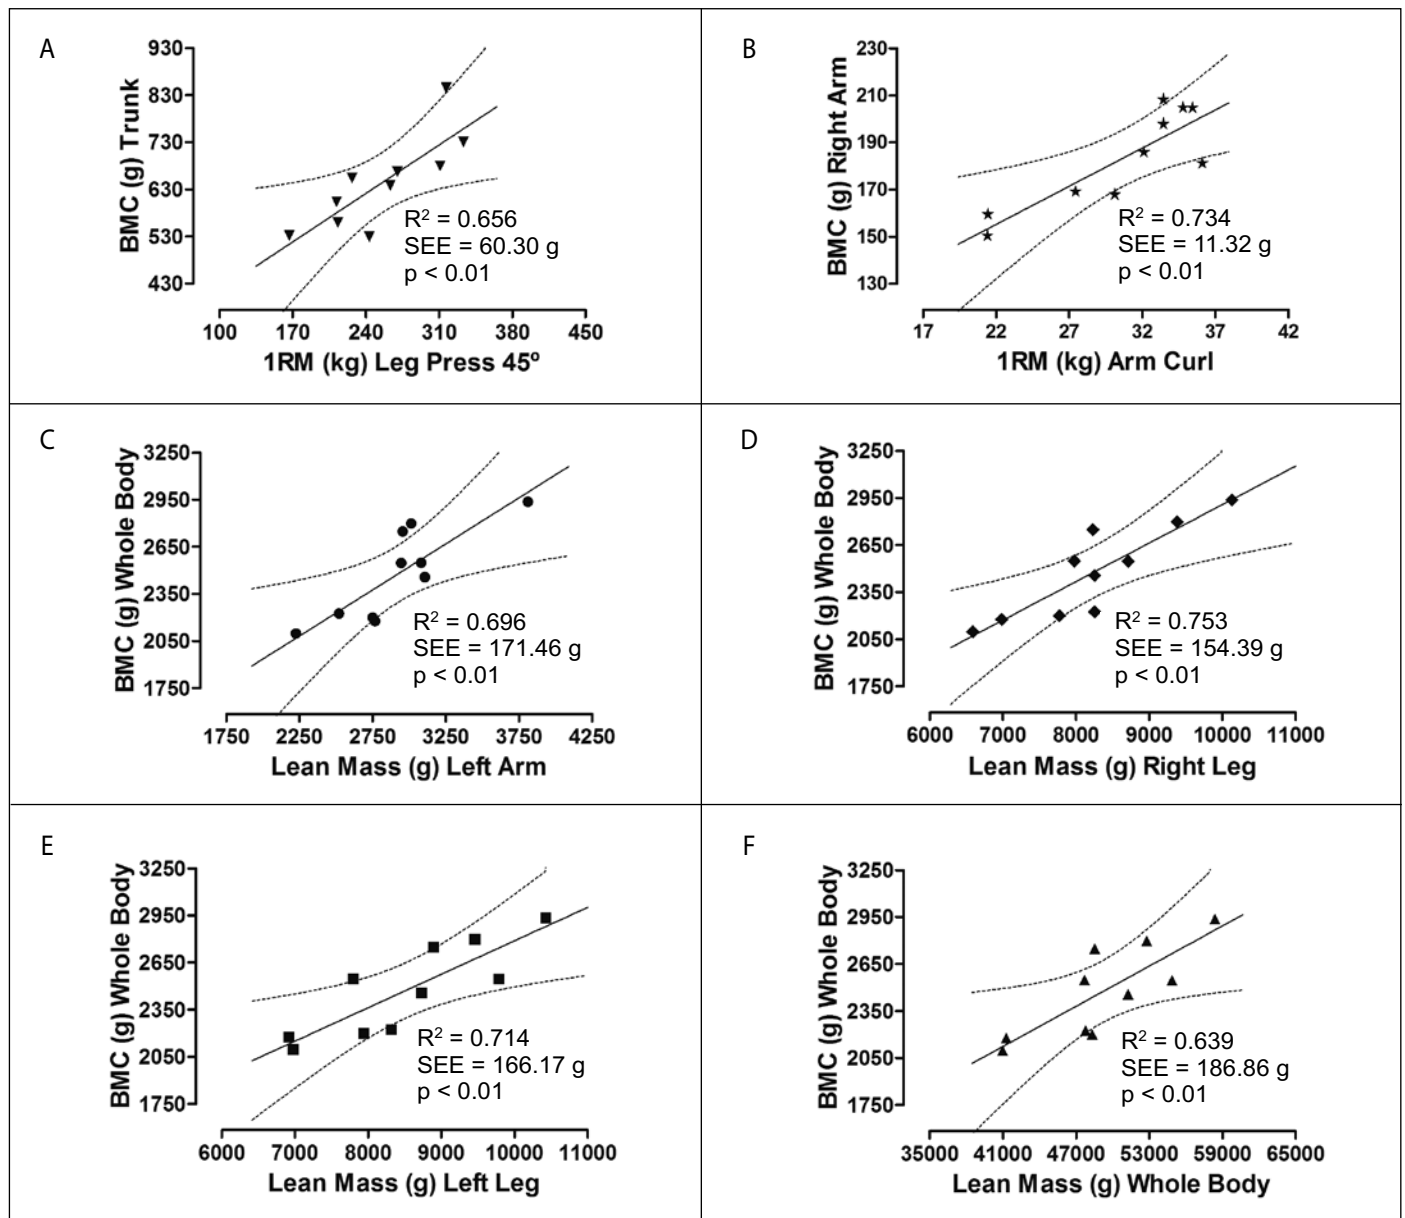 A
BMC (g) Trunk
930
830
730
630
530
430
R² = 0.656
SEE = 60.30 g
p < 0.01
100 170 240 310 380 450
1RM (kg) Leg Press 45º
B
BMC (g) Right Arm
230
210
190
170
150
130
R² = 0.734
SEE = 11.32 g
p < 0.01
17 22 27 32 37 42
1RM (kg) Arm Curl
C
BMC (g) Whole Body
3250
2950
2650
2350
2050
1750
R² = 0.696
SEE = 171.46 g
p < 0.01
1750 2250 2750 3250 3750 4250
Lean Mass (g) Left Arm
D
BMC (g) Whole Body
3250
2950
2650
2350
2050
1750
R² = 0.753
SEE = 154.39 g
p < 0.01
6000 7000 8000 9000 10000 11000
Lean Mass (g) Right Leg
E
BMC (g) Whole Body
3250
2950
2650
2350
2050
1750
R² = 0.714
SEE = 166.17 g
p < 0.01
6000 7000 8000 9000 10000 11000
Lean Mass (g) Left Leg
F
BMC (g) Whole Body
3250
2950
2650
2350
2050
1750
R² = 0.639
SEE = 186.86 g
p < 0.01
35000 41000 47000 53000 59000 65000
Lean Mass (g) Whole Body